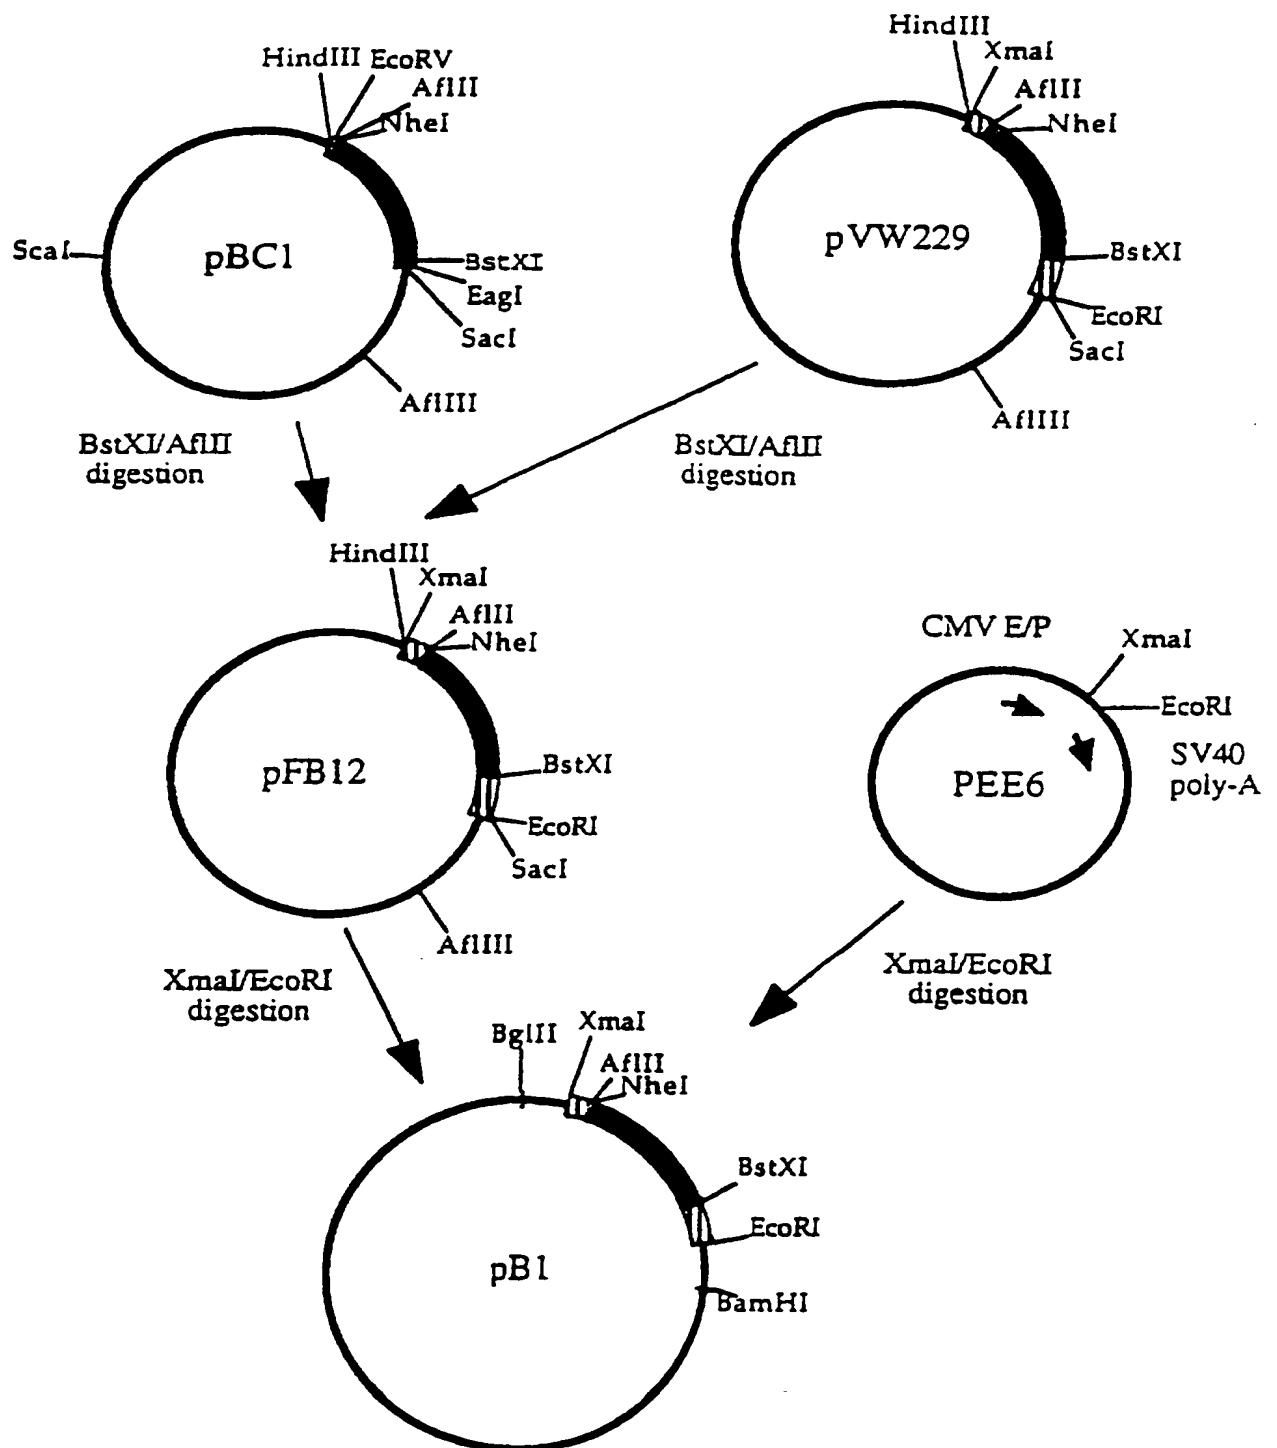 HindIII
EcoRV
AflII
NheI
ScaI
pBC1
BstXI
EagI
SacI
AflIII
HindIII
XmaI
AflII
NheI
pVW229
BstXI
EcoRI
SacI
AflIII
BstXI/AflII
digestion
BstXI/AflII
digestion
HindIII
XmaI
AflII
NheI
pFB12
BstXI
EcoRI
SacI
AflIII
CMV E/P
XmaI
EcoRI
SV40
poly-A
PEE6
XmaI/EcoRI
digestion
XmaI/EcoRI
digestion
BglII
XmaI
AflII
NheI
BstXI
EcoRI
pB1
BamHI